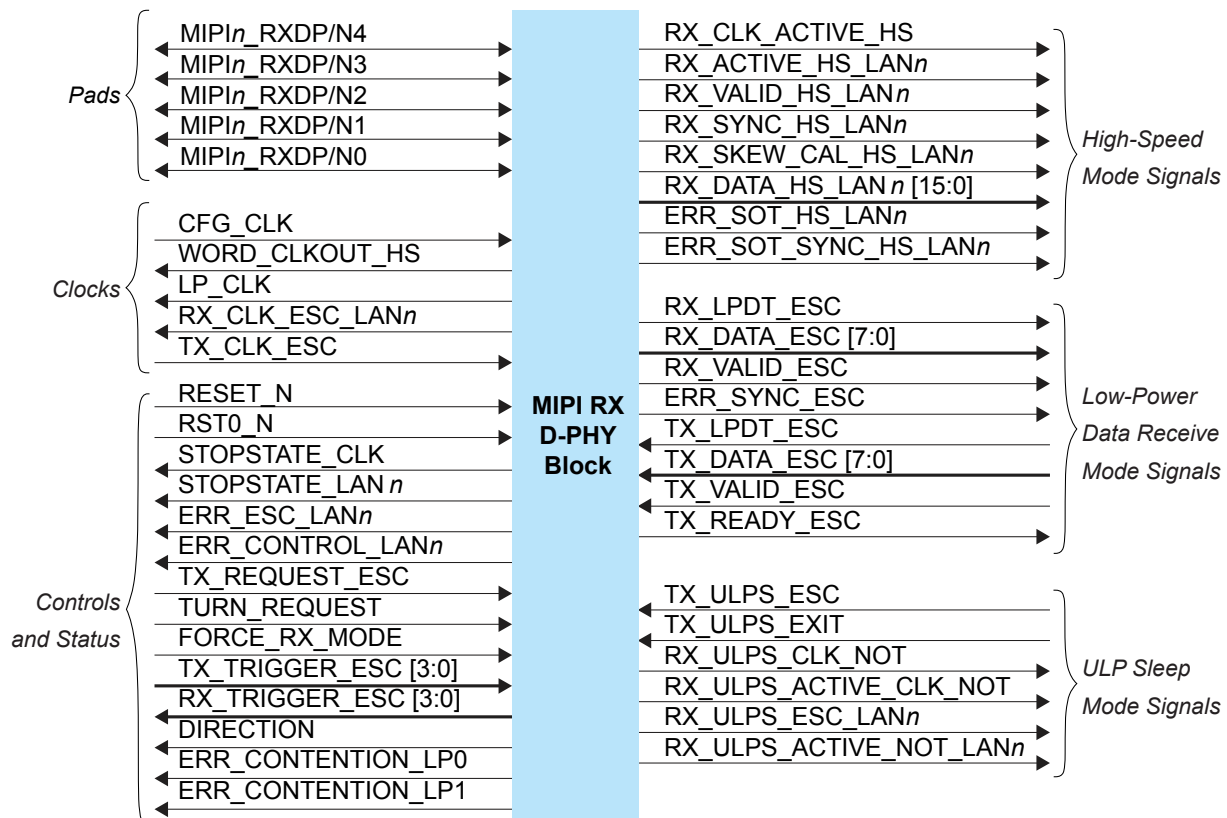 Pads
MIPIn_RXDP/N4
MIPIn_RXDP/N3
MIPIn_RXDP/N2
MIPIn_RXDP/N1
MIPIn_RXDP/N0
Clocks
CFG_CLK
WORD_CLKOUT_HS
LP_CLK
RX_CLK_ESC_LANn
TX_CLK_ESC
Controls
and Status
RESET_N
RST0_N
STOPSTATE_CLK
STOPSTATE_LAN n
ERR_ESC_LANn
ERR_CONTROL_LANn
TX_REQUEST_ESC
TURN_REQUEST
FORCE_RX_MODE
TX_TRIGGER_ESC [3:0]
RX_TRIGGER_ESC [3:0]
DIRECTION
ERR_CONTENTION_LP0
ERR_CONTENTION_LP1
MIPI RX
D-PHY
Block
RX_CLK_ACTIVE_HS
RX_ACTIVE_HS_LANn
RX_VALID_HS_LANn
RX_SYNC_HS_LANn
RX_SKEW_CAL_HS_LANn
RX_DATA_HS_LAN n [15:0]
ERR_SOT_HS_LANn
ERR_SOT_SYNC_HS_LANn
High-Speed
Mode Signals
RX_LPDT_ESC
RX_DATA_ESC [7:0]
RX_VALID_ESC
ERR_SYNC_ESC
TX_LPDT_ESC
TX_DATA_ESC [7:0]
TX_VALID_ESC
TX_READY_ESC
Low-Power
Data Receive
Mode Signals
TX_ULPS_ESC
TX_ULPS_EXIT
RX_ULPS_CLK_NOT
RX_ULPS_ACTIVE_CLK_NOT
RX_ULPS_ESC_LANn
RX_ULPS_ACTIVE_NOT_LANn
ULP Sleep
Mode Signals